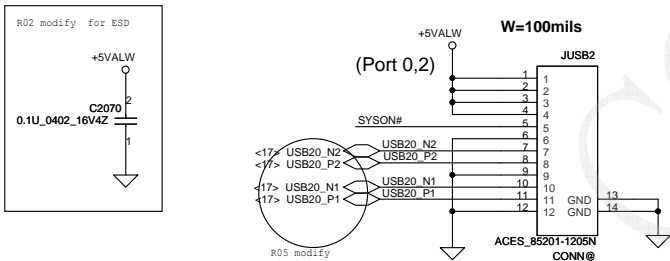 R02 modify for ESD
+5VALW
C2070
0.1U_0402_16V4Z
2
1
+5VALW
W=100mils
(Port 0,2)
JUSB2
1 1
2 2
3 3
4 4
SYSON# 5 5
6 6
<17> USB20_N2 USB20_N2 7 7
<17> USB20_P2 USB20_P2 8 8
9 9
<17> USB20_N1 USB20_N1 10 10
<17> USB20_P1 USB20_P1 11 11 GND 13
12 12 GND 14
R05 modify
ACES_85201-1205N
CONN@